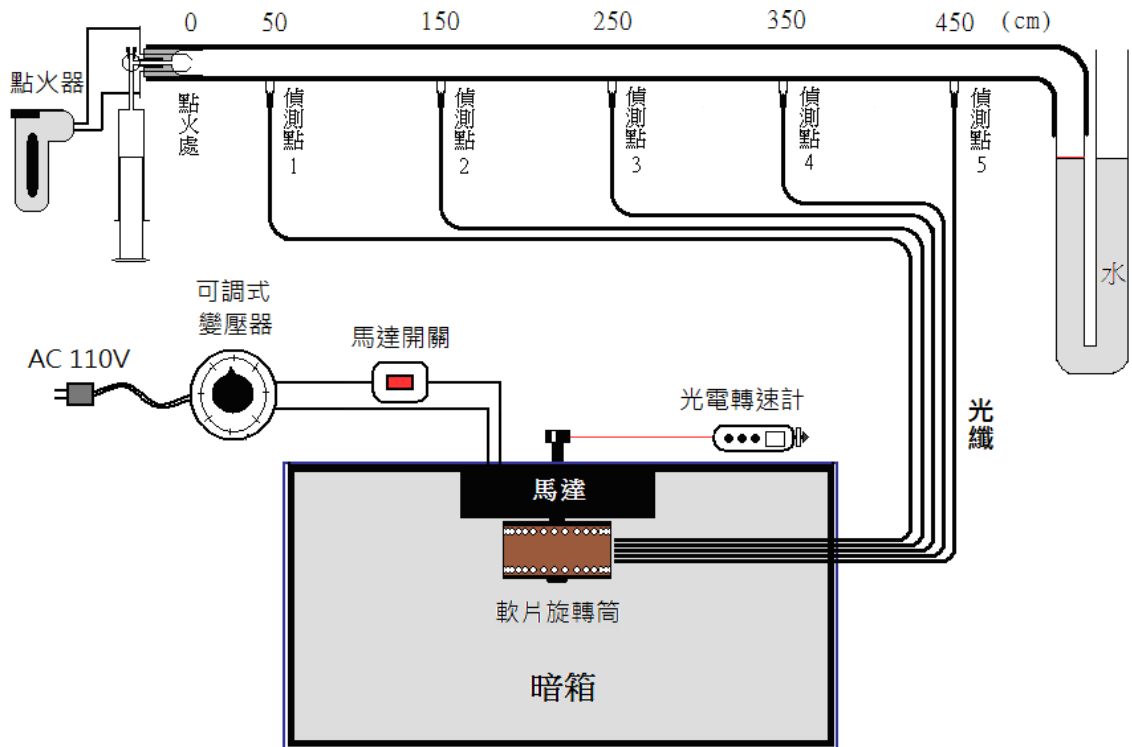 0 50 150 250 350 450 (cm)
點火器
點火處
偵測點1
偵測點2
偵測點3
偵測點4
偵測點5
水
可調式
變壓器
馬達開關
AC 110V
光電轉速計
光纖
馬達
軟片旋轉筒
暗箱